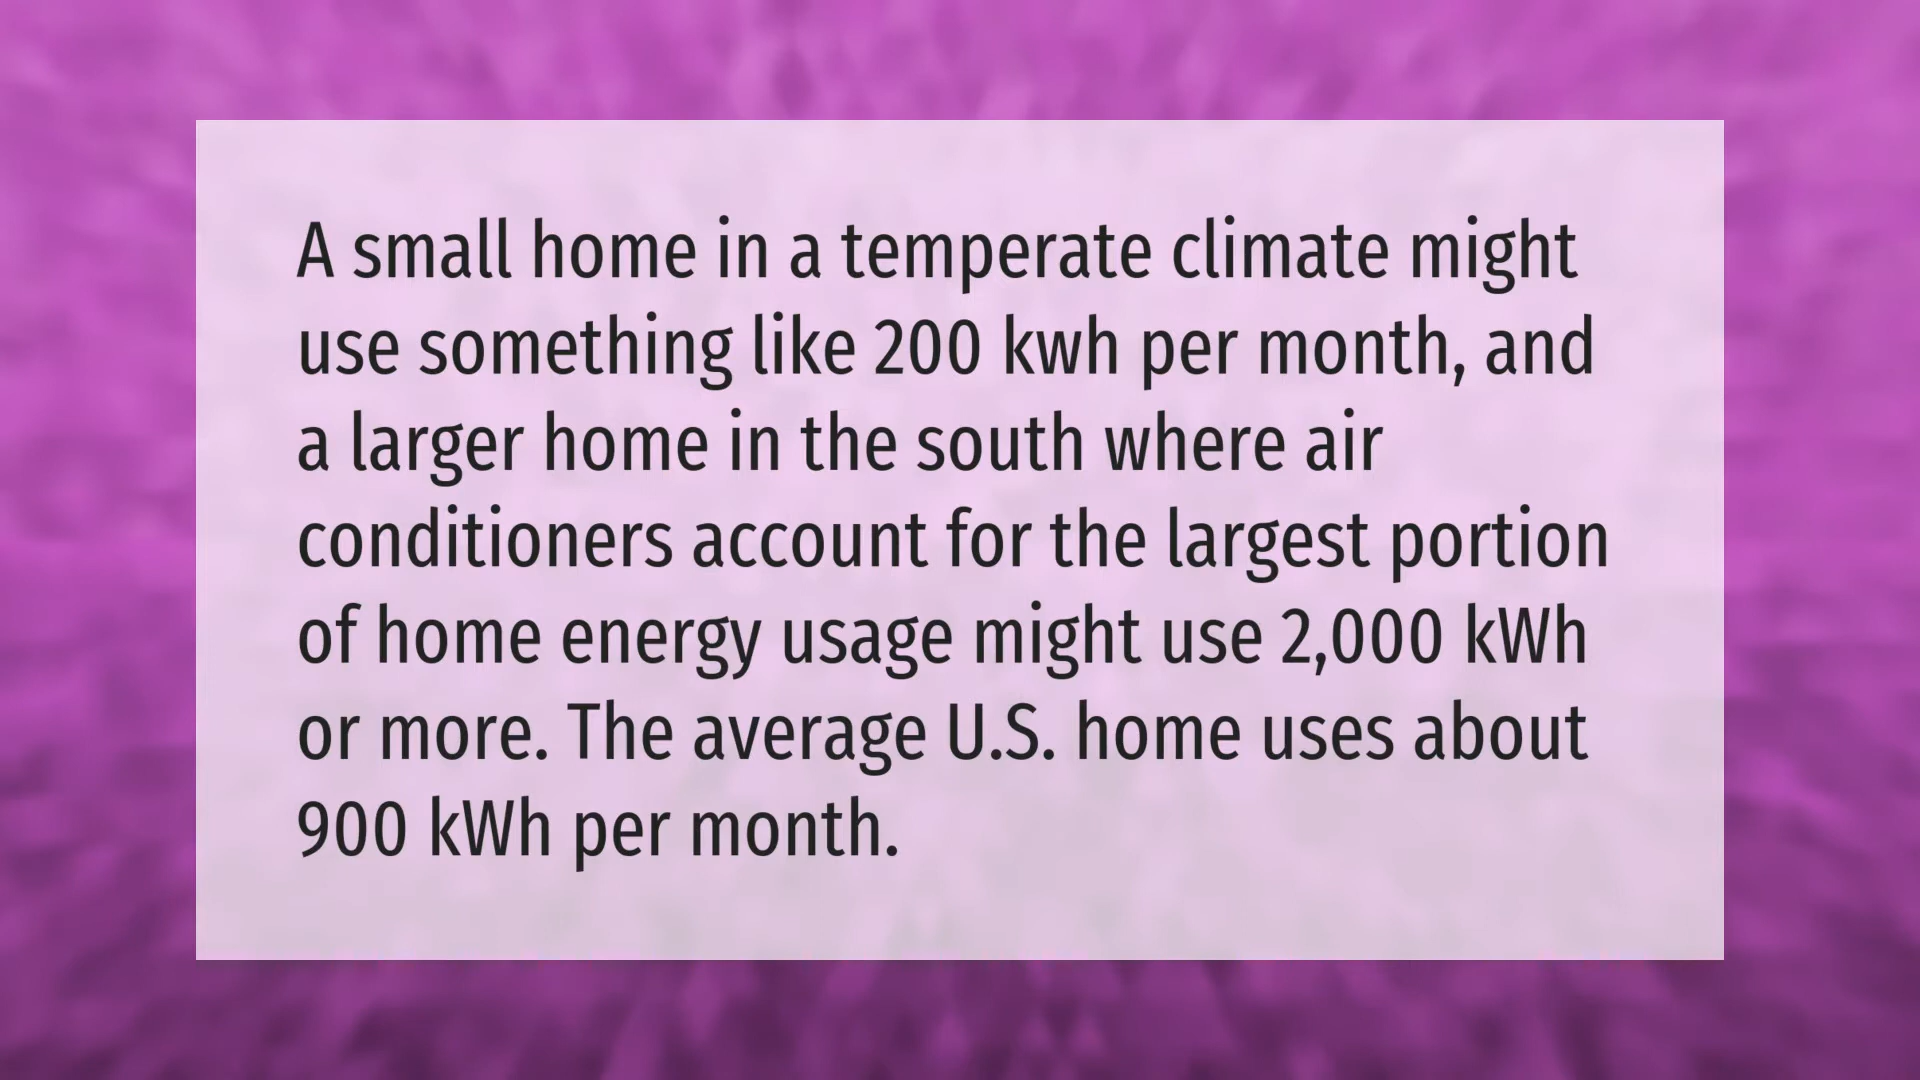 A small home in a temperate climate might
use something like 200 kwh per month, and
a larger home in the south where air
conditioners account for the largest portion
of home energy usage might use 2,000 kWh
or more. The average U.S. home uses about
900 kWh per month.